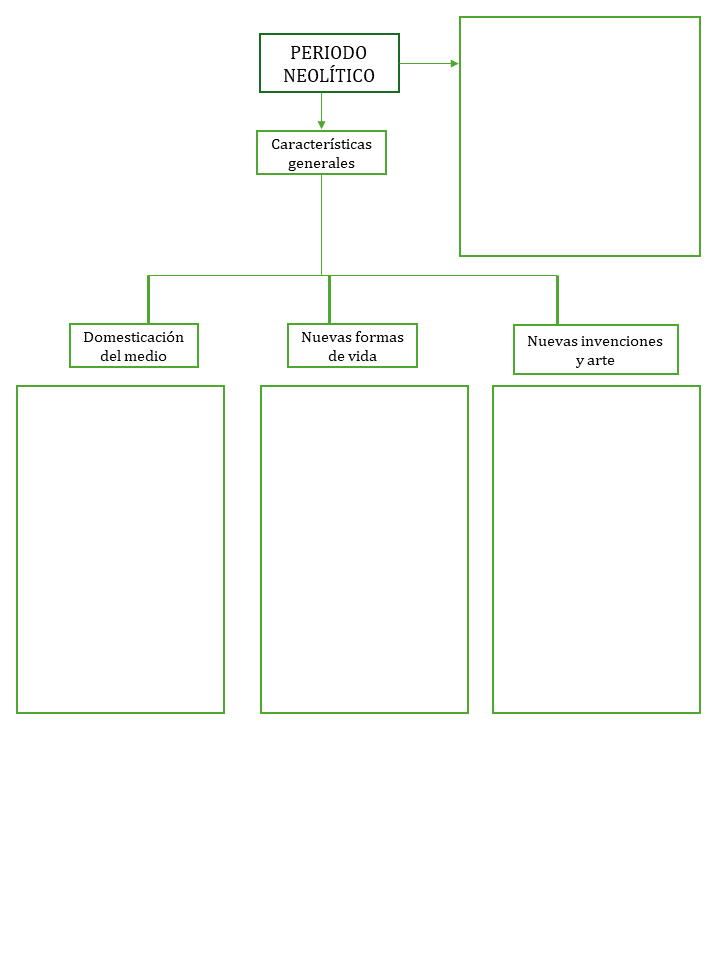 PERIODO
NEOLÍTICO
Características
generales
Domesticación
del medio
Nuevas formas
de vida
Nuevas invenciones
y arte